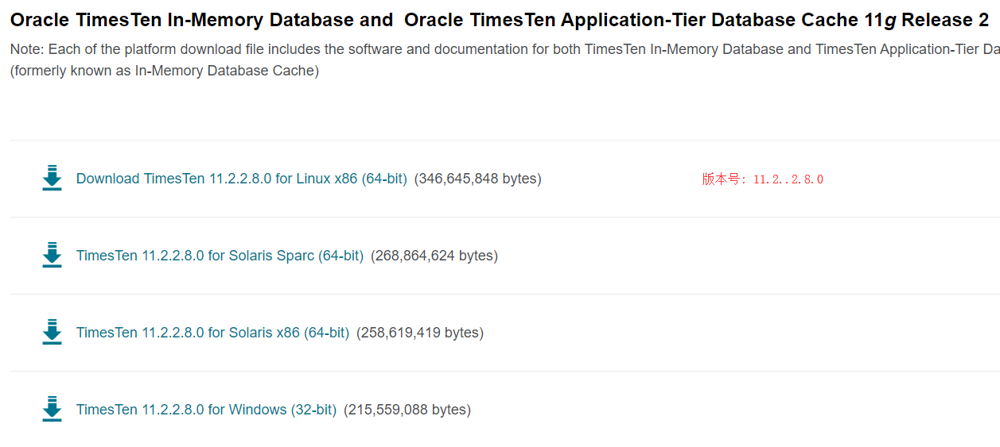 Oracle TimesTen In-Memory Database and  Oracle TimesTen Application-Tier Database Cache 11g Release 2
Note: Each of the platform download file includes the software and documentation for both TimesTen In-Memory Database and TimesTen Application-Tier Da
(formerly known as In-Memory Database Cache)
Download TimesTen 11.2.2.8.0 for Linux x86 (64-bit) (346,645,848 bytes) 版本号: 11.2..2.8.0
TimesTen 11.2.2.8.0 for Solaris Sparc (64-bit) (268,864,624 bytes)
TimesTen 11.2.2.8.0 for Solaris x86 (64-bit) (258,619,419 bytes)
TimesTen 11.2.2.8.0 for Windows (32-bit) (215,559,088 bytes)